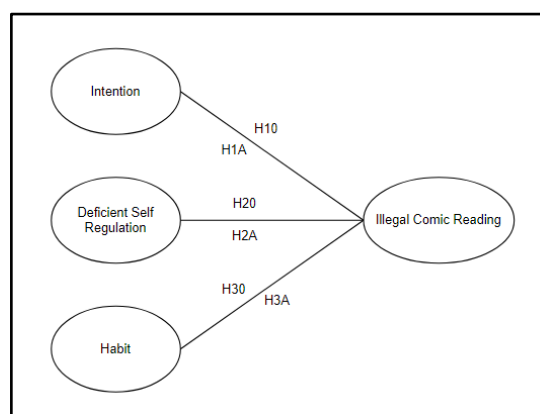 Intention
H10
H1A
Deficient Self
Regulation
H20
H2A
Illegal Comic Reading
H30
H3A
Habit